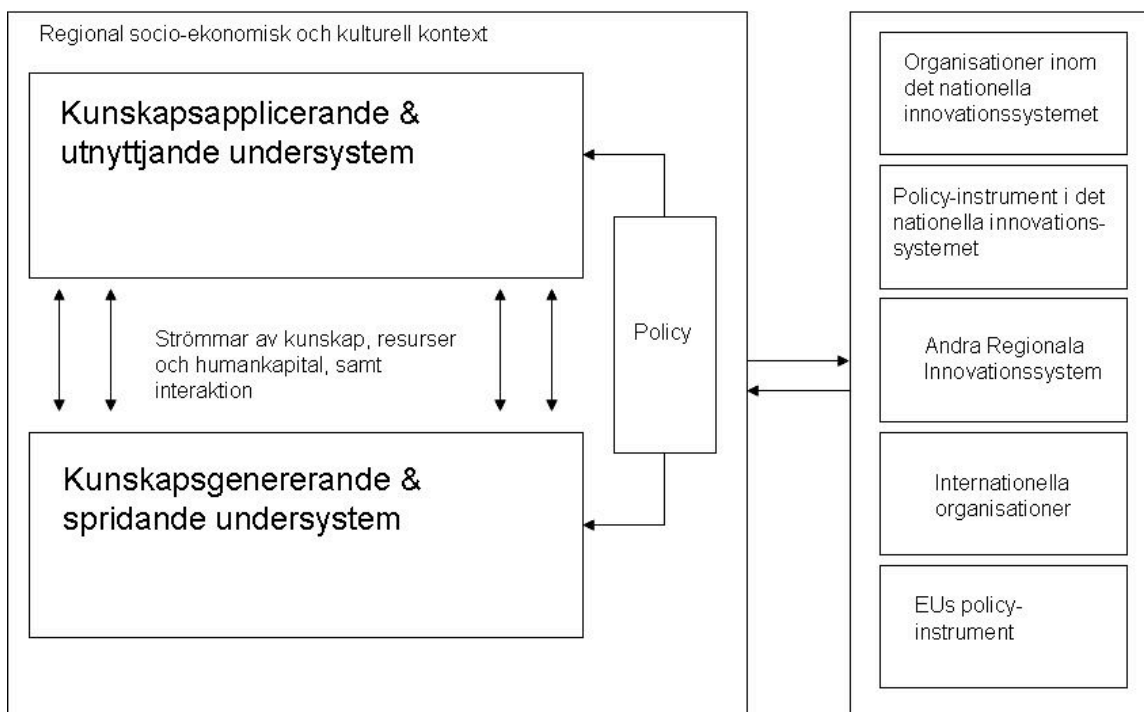 Regional socio-ekonomisk och kulturell kontext
Kunskapsapplicerande &
utnyttjande undersystem
Strömmar av kunskap, resurser
och humankapital, samt
interaktion
Kunskapsgenererande &
spridande undersystem
Policy
Organisationer inom
det nationella
innovationssystemet
Policy-instrument i det
nationella innovations-
systemet
Andra Regionala
Innovationssystem
Internationella
organisationer
EUs policy-
instrument